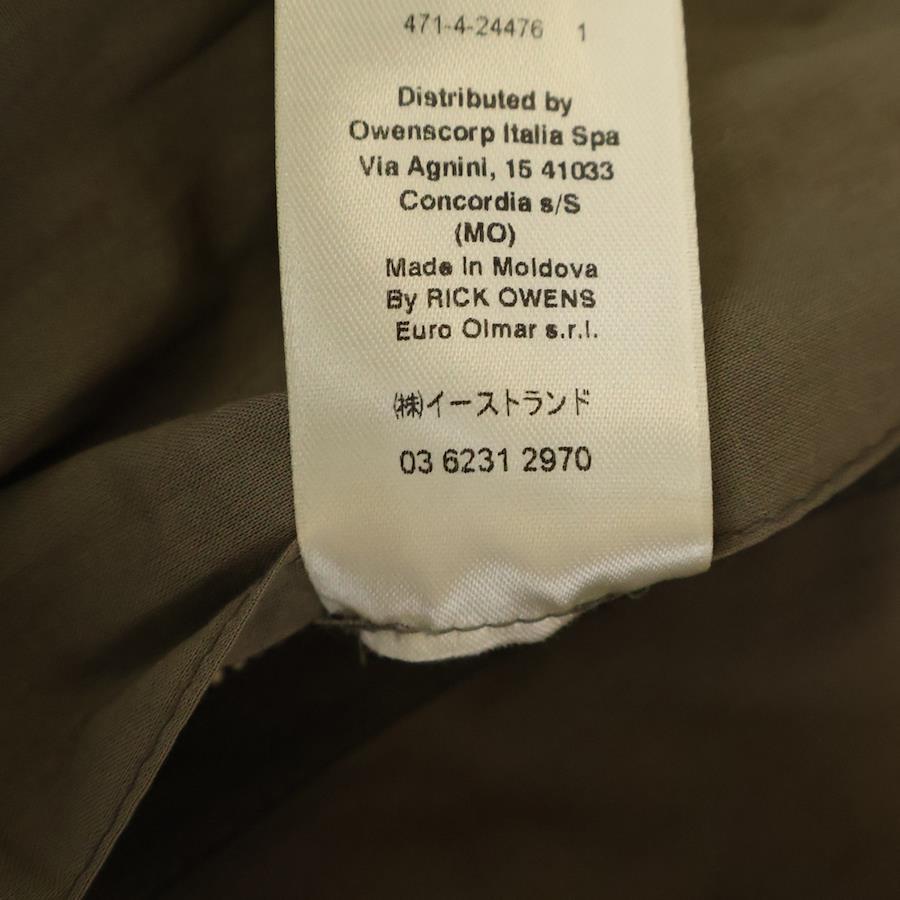 471-4-24476 1
Distributed by
Owenscorp Italia Spa
Via Agnini, 15 41033
Concordia s/S
(MO)
Made In Moldova
By RICK OWENS
Euro Olmar s.r.l.
㈱イーストランド
03 6231 2970